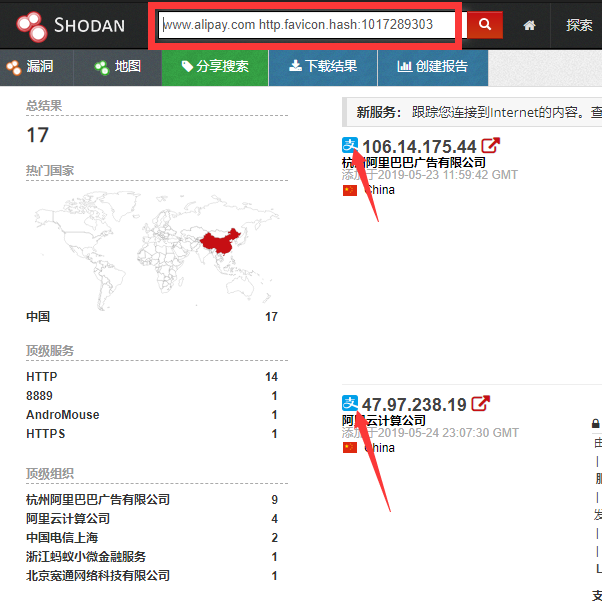 SHODAN
www.alipay.com http.favicon.hash:1017289303
探索
漏洞
地图
分享搜索
下载结果
创建报告
总结果
17
热门国家
中国 17
顶级服务
HTTP 14
8889 1
AndroMouse 1
HTTPS 1
顶级组织
杭州阿里巴巴广告有限公司 9
阿里云计算公司 4
中国电信上海 2
浙江蚂蚁小微金融服务 1
北京宽通网络科技有限公司 1
新服务： 跟踪您连接到Internet的内容。查
支 106.14.175.44
杭州阿里巴巴广告有限公司
添加于2019-05-23 11:59:42 GMT
China
支 47.97.238.19
阿里云计算公司
添加于2019-05-24 23:07:30 GMT
China
由
|
服
|
发
|
|
L
支